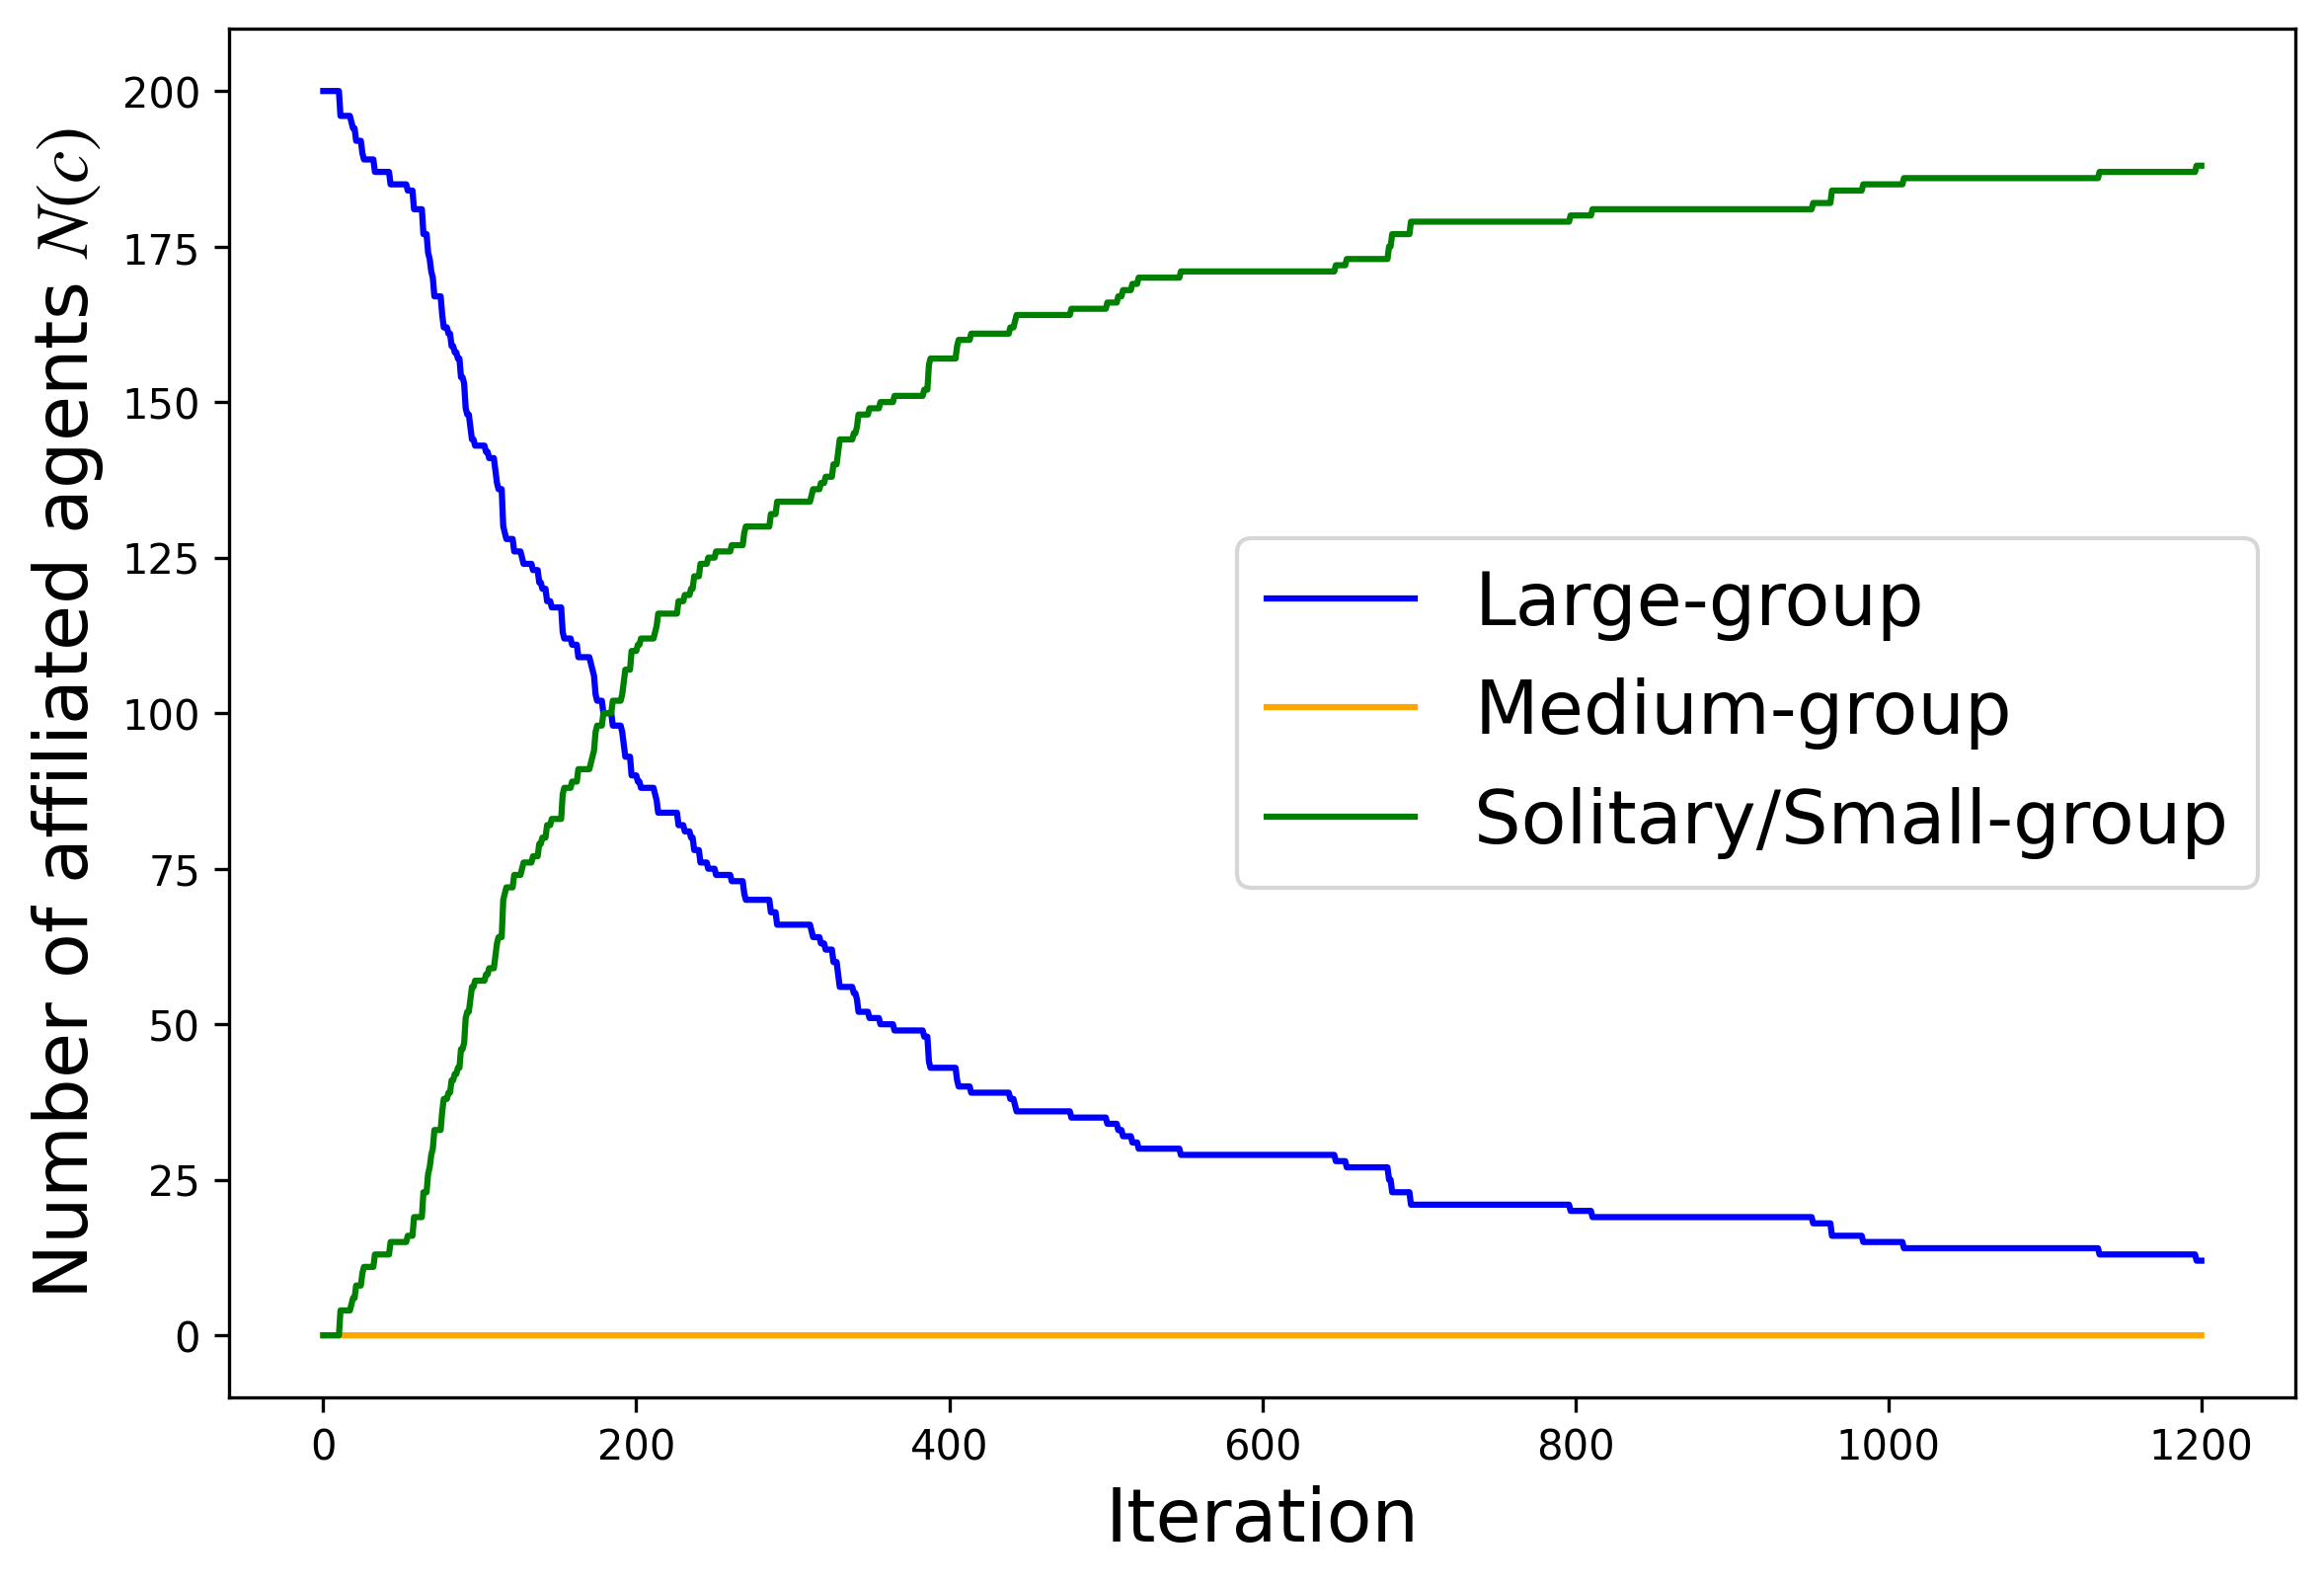 Number of affiliated agents N(c)
200
175
150
125
100
75
50
25
0
0 200 400 600 800 1000 1200
Iteration
Large-group
Medium-group
Solitary/Small-group